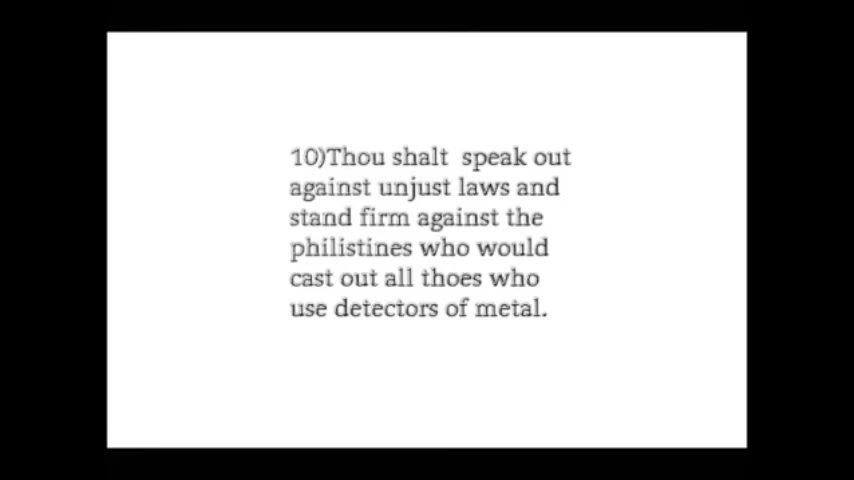 10)Thou shalt  speak out
against unjust laws and
stand firm against the
philistines who would
cast out all thoes who
use detectors of metal.